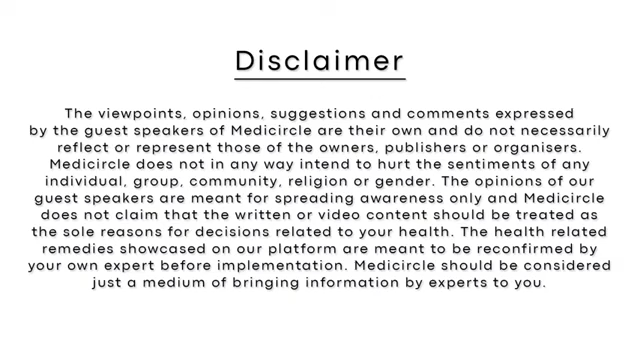 Disclaimer
The viewpoints, opinions, suggestions and comments expressed
by the guest speakers of Medicircle are their own and do not necessarily
reflect or represent those of the owners, publishers or organisers.
Medicircle does not in any way intend to hurt the sentiments of any
individual, group, community, religion or gender. The opinions of our
guest speakers are meant for spreading awareness only and Medicircle
does not claim that the written or video content should be treated as
the sole reasons for decisions related to your health. The health related
remedies showcased on our platform are meant to be reconfirmed by
your own expert before implementation. Medicircle should be considered
just a medium of bringing information by experts to you.